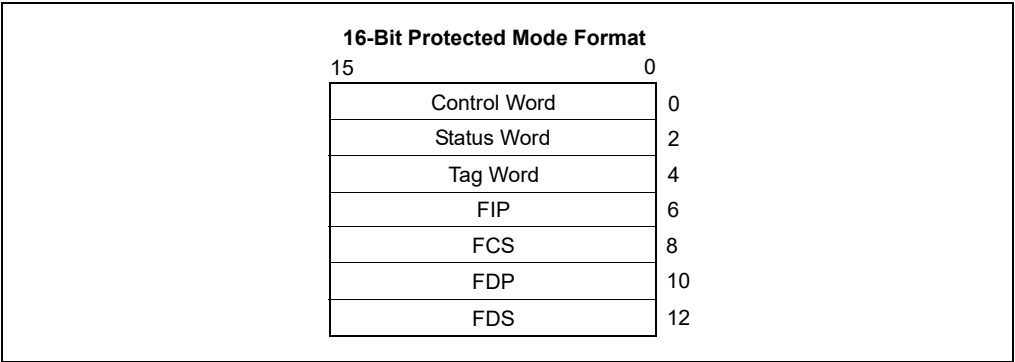 16-Bit Protected Mode Format
15 0
Control Word 0
Status Word 2
Tag Word 4
FIP 6
FCS 8
FDP 10
FDS 12